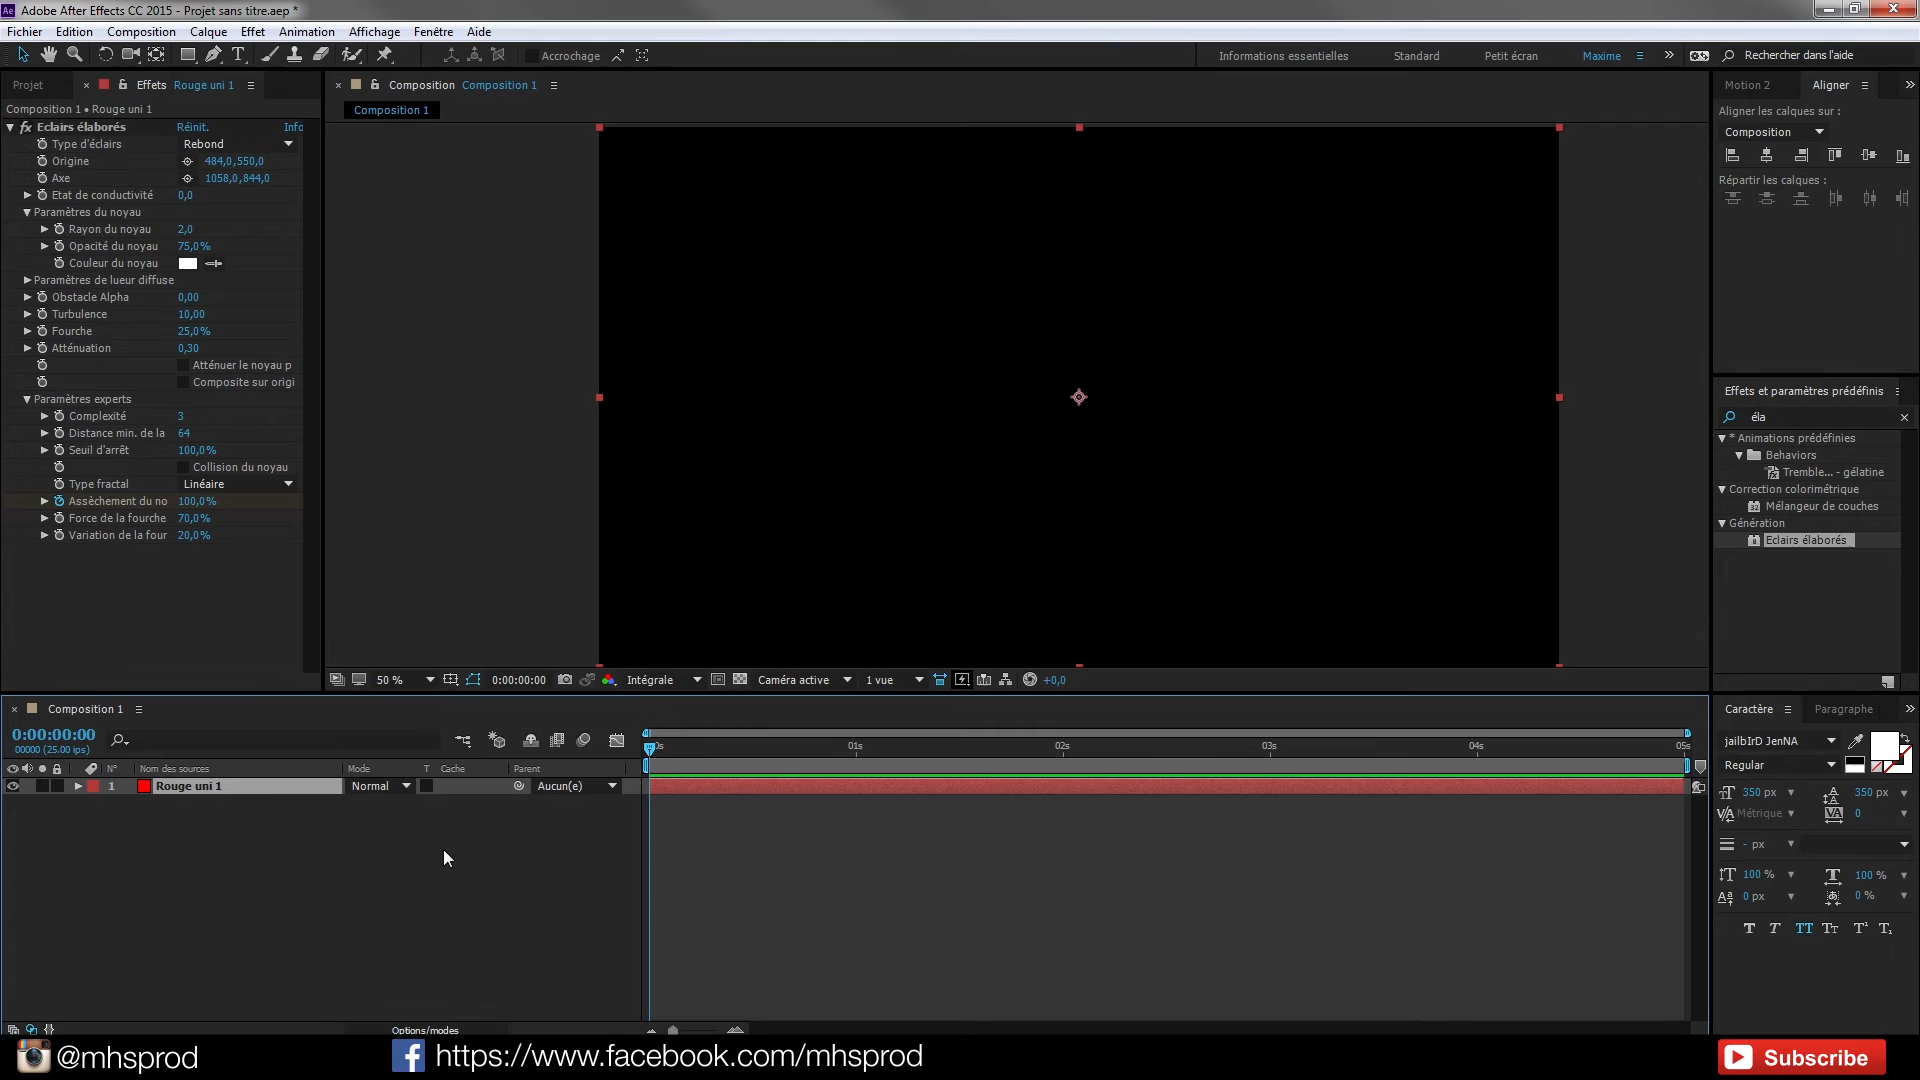 Adobe After Effects CC 2015 - Projet sans titre.aep *
Fichier Edition Composition Calque Effet Animation Affichage Fenêtre Aide
Accrochage Informations essentielles Standard Petit écran Maxime Rechercher dans l'aide
Projet Effets Rouge uni 1
Composition 1 • Rouge uni 1
Eclairs élaborés Réinit. Info
Type d'éclairs Rebond
Origine 484,0,550,0
Axe 1058,0,844,0
Etat de conductivité 0,0
Paramètres du noyau
Rayon du noyau 2,0
Opacité du noyau 75,0%
Couleur du noyau
Paramètres de lueur diffuse
Obstacle Alpha 0,00
Turbulence 10,00
Fourche 25,0%
Atténuation 0,30
Atténuer le noyau p
Composite sur origi
Paramètres experts
Complexité 3
Distance min. de la 64
Seuil d'arrêt 100,0%
Collision du noyau
Type fractal Linéaire
Assèchement du no 100,0%
Force de la fourche 70,0%
Variation de la four 20,0%
Composition Composition 1
Composition 1
50 % 0:00:00:00 Intégrale Caméra active 1 vue +0,0
Motion 2 Aligner
Aligner les calques sur :
Composition
Répartir les calques :
Effets et paramètres prédéfinis
éla
* Animations prédéfinies
Behaviors
Tremble... - gélatine
Correction colorimétrique
Mélangeur de couches
Génération
Eclairs élaborés
Composition 1
0:00:00:00
00000 (25.00 ips)
N° Nom des sources Mode T Cache Parent
1 Rouge uni 1 Normal Aucun(e)
0s 01s 02s 03s 04s 05s
Options/modes
Caractère Paragraphe
jailbIrD JenNA
Regular
350 px 350 px
Métrique 0
- px
100 % 100 %
0 px 0 %
T T TT Tт T¹ T₁
@mhsprod https://www.facebook.com/mhsprod Subscribe